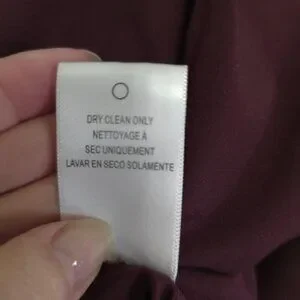 DRY CLEAN ONLY
NETTOYAGE À
SEC UNIQUEMENT
LAVAR EN SECO SOLAMENTE